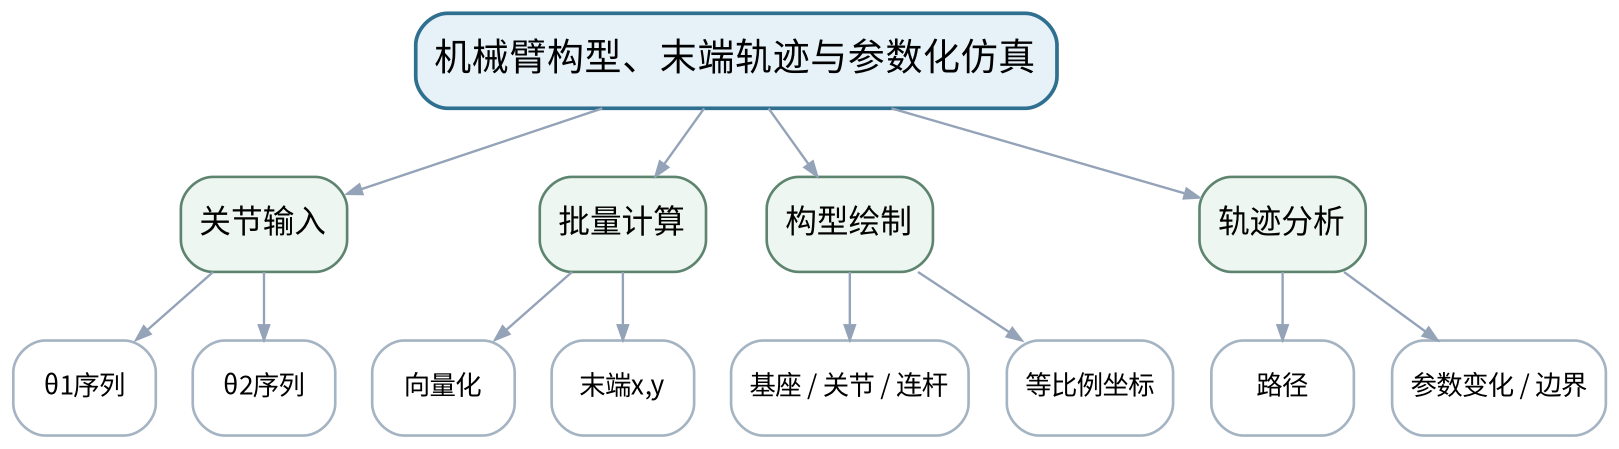 机械臂构型、末端轨迹与参数化仿真
关节输入
批量计算
构型绘制
轨迹分析
θ1序列
θ2序列
向量化
末端x,y
基座 / 关节 / 连杆
等比例坐标
路径
参数变化 / 边界